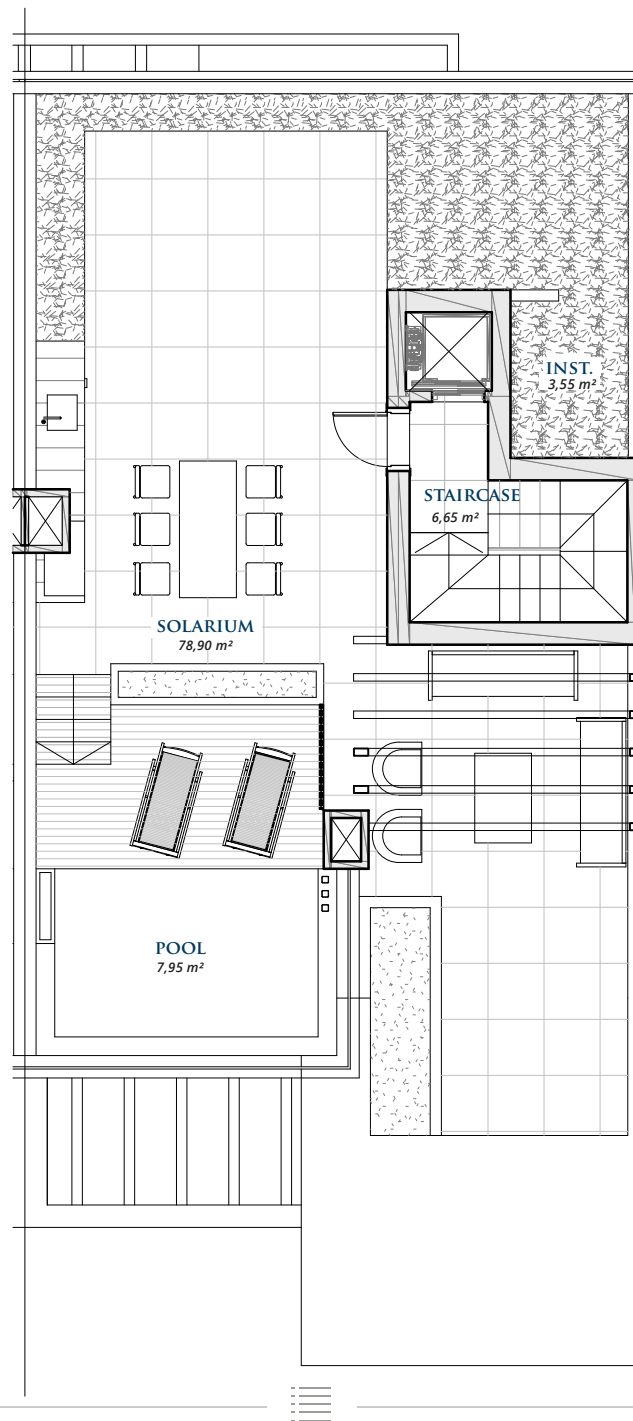 INST.
3,55 m²
STAIRCASE
6,65 m²
SOLARIUM
78,90 m²
POOL
7,95 m²